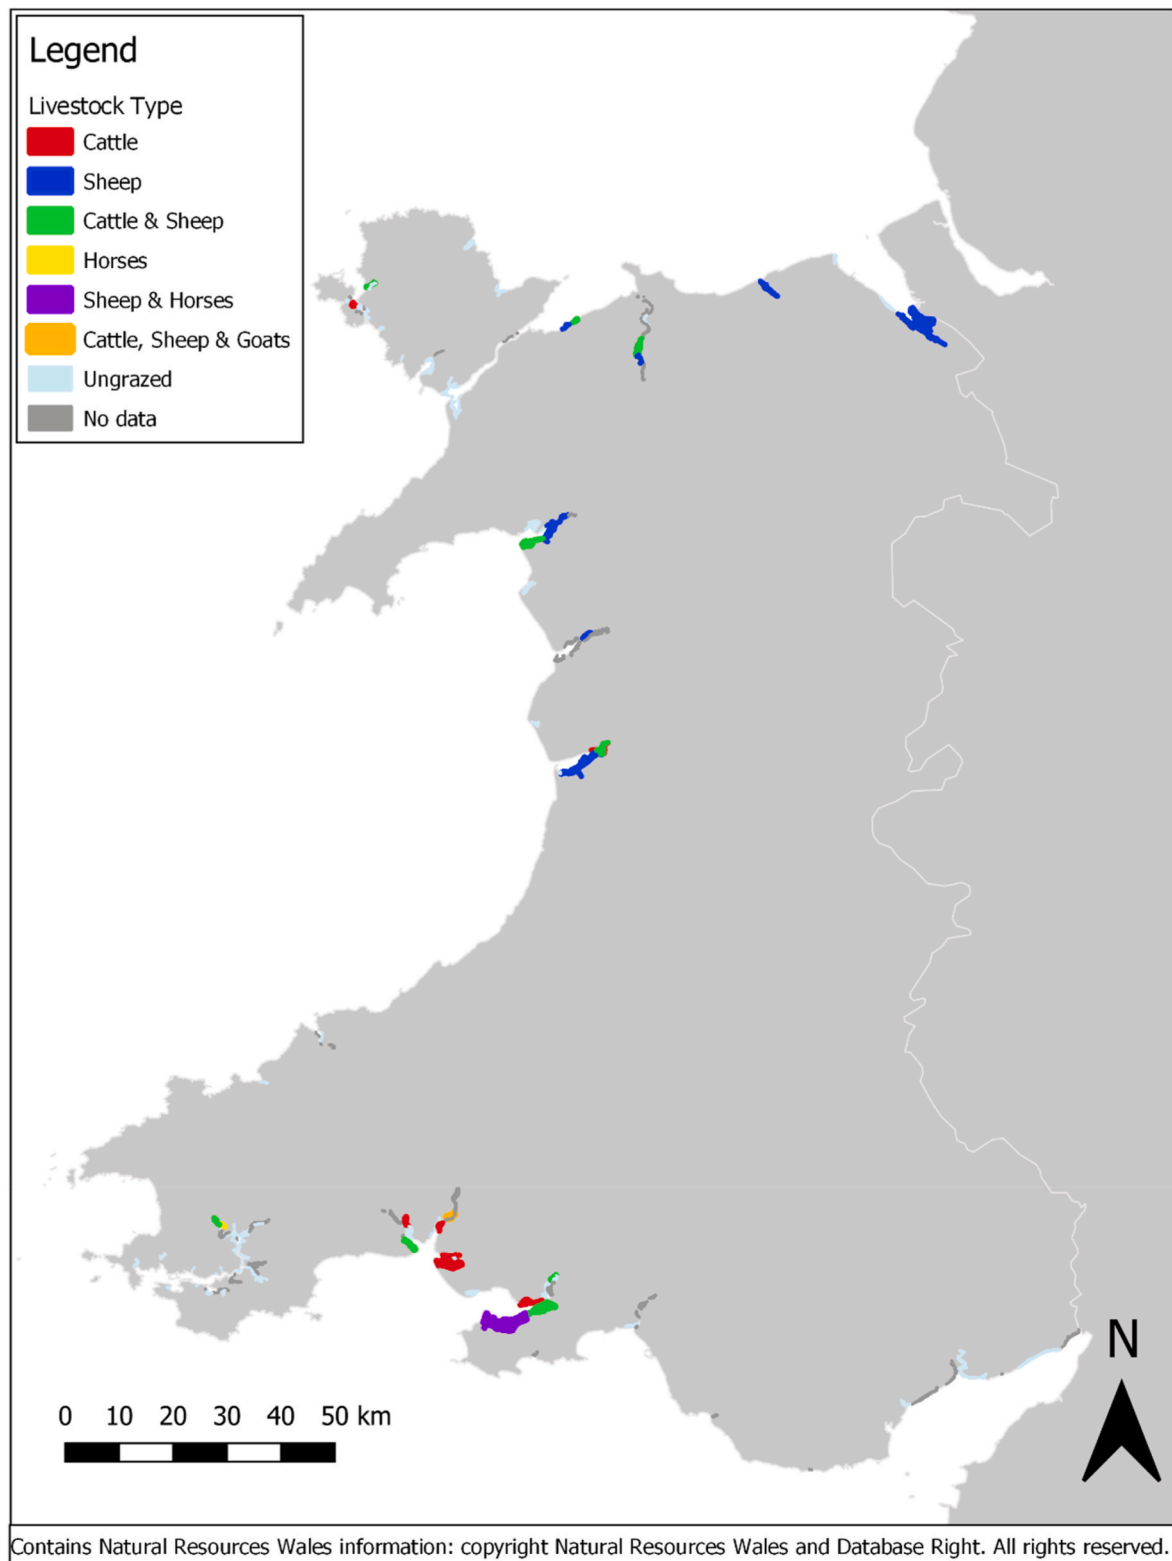 Legend
Livestock Type
Cattle
Sheep
Cattle & Sheep
Horses
Sheep & Horses
Cattle, Sheep & Goats
Ungrazed
No data
N
0 10 20 30 40 50 km
Contains Natural Resources Wales information: copyright Natural Resources Wales and Database Right. All rights reserved.